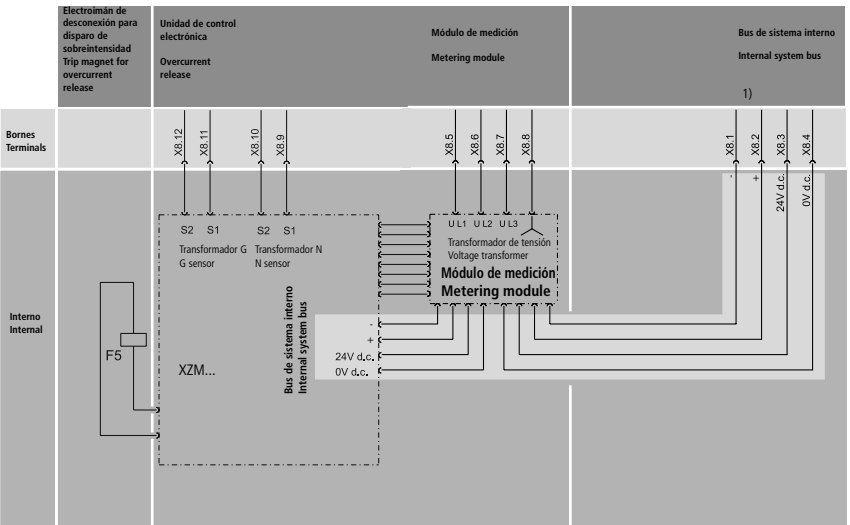 Electroimán de
desconexión para
disparo de
sobreintensidad
Trip magnet for
overcurrent
release
Unidad de control
electrónica
Overcurrent
release
Módulo de medición
Metering module
Bus de sistema interno
Internal system bus
1)
Bornes
Terminals
X8.12
X8.11
X8.10
X8.9
X8.5
X8.6
X8.7
X8.8
X8.1
X8.2
X8.3
X8.4
-
+
24V d.c.
0V d.c.
S2 S1 S2 S1
Transformador G
G sensor
Transformador N
N sensor
U L1 U L2 U L3
Transformador de tensión
Voltage transformer
Módulo de medición
Metering module
Interno
Internal
F5
XZM...
Bus de sistema interno
Internal system bus
-
+
24V d.c.
0V d.c.